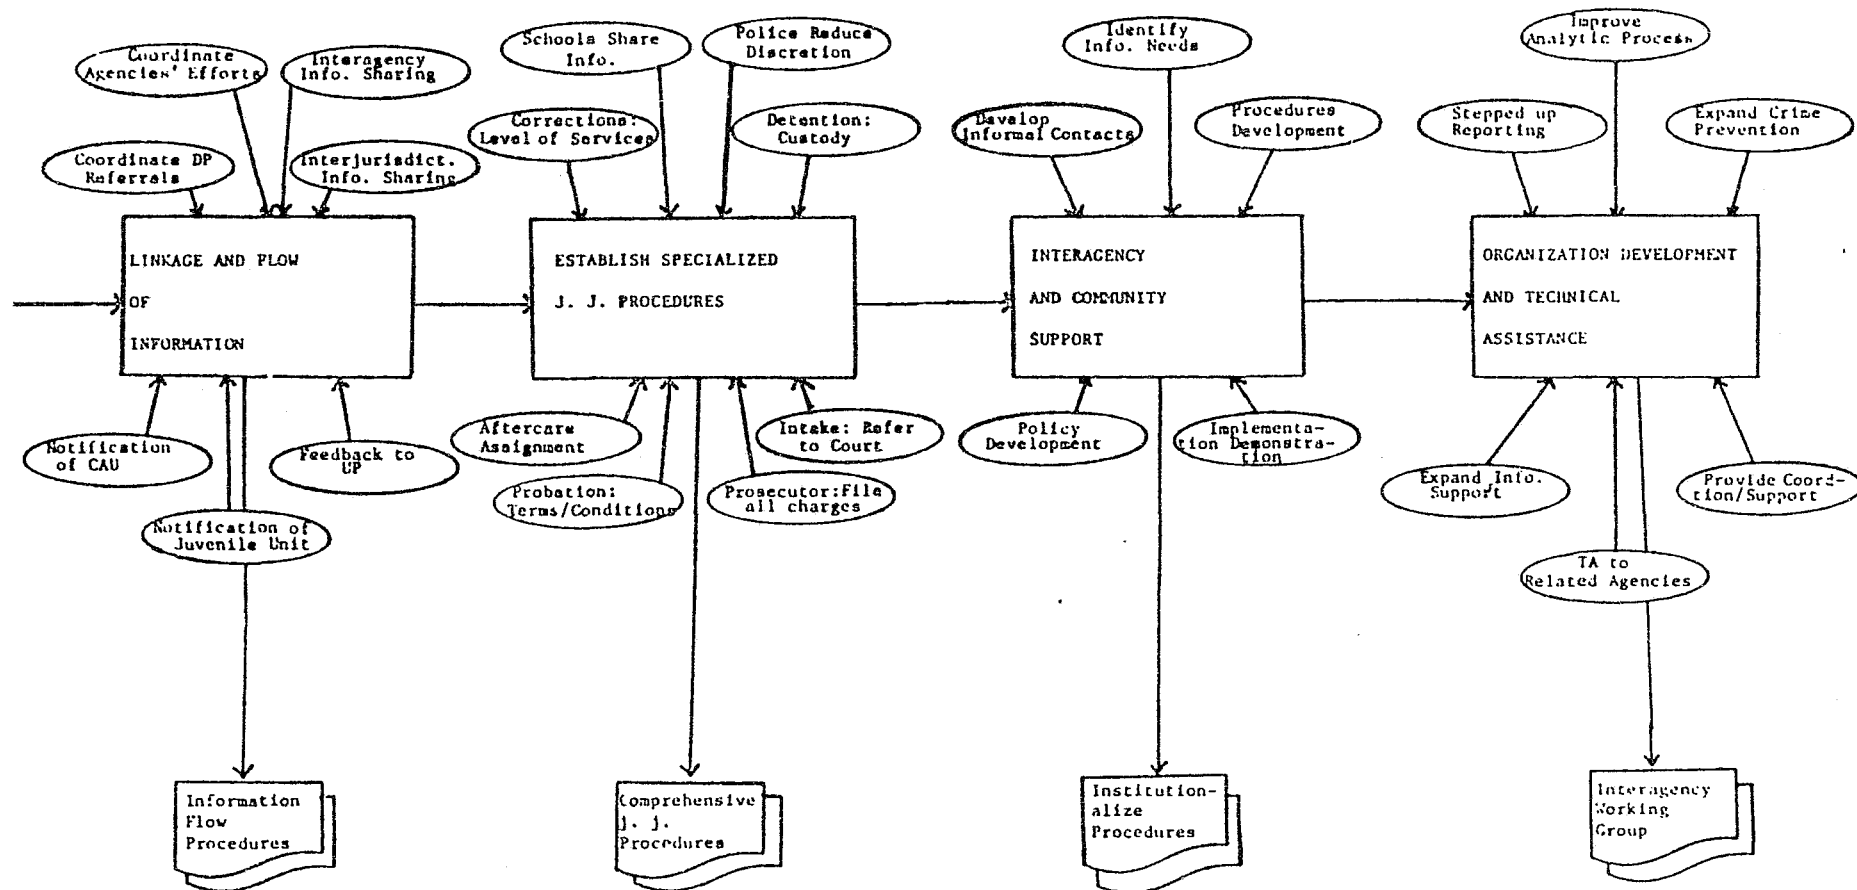 Coordinate
Agencies' Efforts
Interagency
Info. Sharing
Coordinate DP
Referrals
Interjurisdict.
Info. Sharing
LINKAGE AND FLOW
OF
INFORMATION
Notification
of CAU
Feedback to
UP
Notification of
Juvenile Unit
Information
Flow
Procedures
Schools Share
Info.
Police Reduce
Discretion
Corrections:
Level of Services
Detention:
Custody
ESTABLISH SPECIALIZED
J. J. PROCEDURES
Aftercare
Assignment
Intake: Refer
to Court
Probation:
Terms/Conditions
Prosecutor:File
all charges
Comprehensive
j. j.
Procedures
Identify
Info. Needs
Develop
Informal Contacts
Procedures
Development
INTERAGENCY
AND COMMUNITY
SUPPORT
Policy
Development
Implementa-
tion Demonstra-
tion
Institution-
alize
Procedures
Improve
Analytic Process
Stepped up
Reporting
Expand Crime
Prevention
ORGANIZATION DEVELOPMENT
AND TECHNICAL
ASSISTANCE
Expand Info.
Support
Provide Coord-
tion/Support
TA to
Related Agencies
Interagency
Working
Group